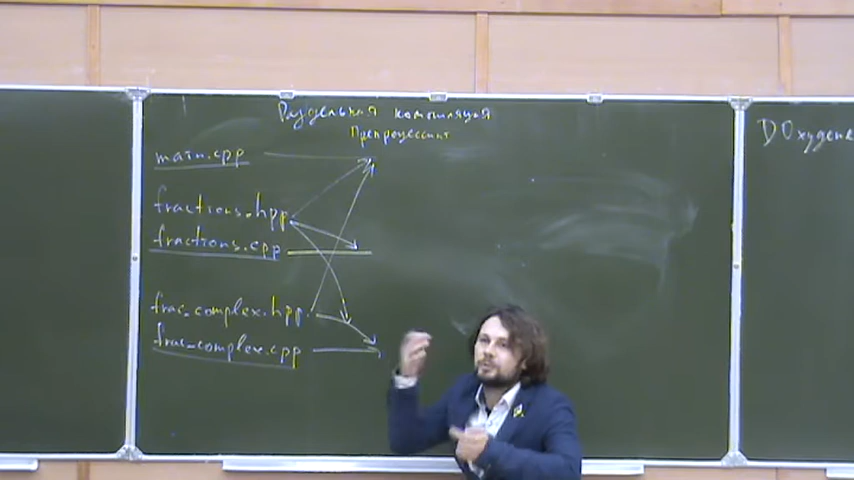 Раздельная компиляция
Препроцессинг
main.cpp
fractions.hpp
fractions.cpp
frac_complex.hpp
frac_complex.cpp